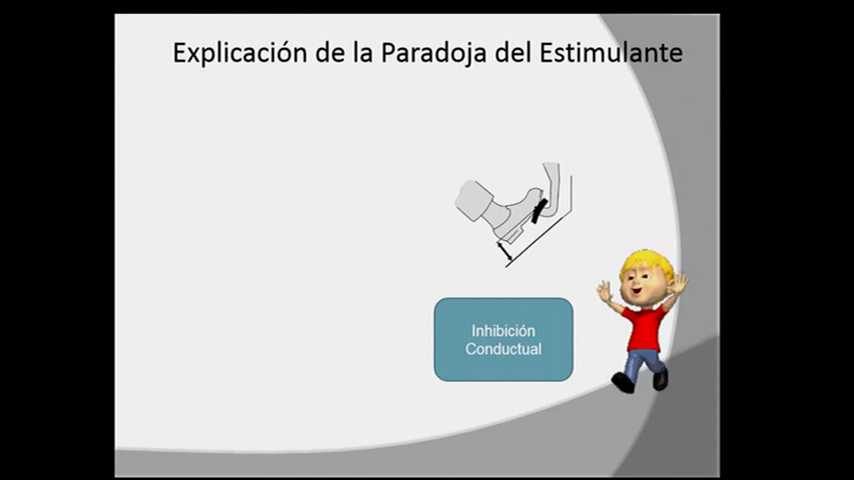 Explicación de la Paradoja del Estimulante
Inhibición
Conductual